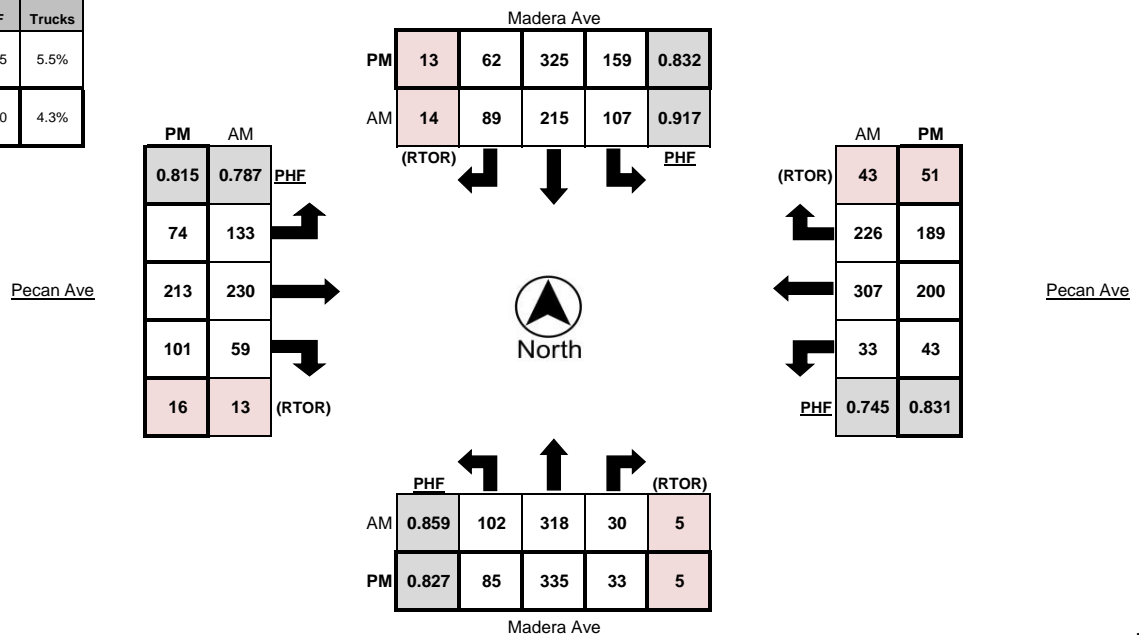 Trucks
5 5.5%
0 4.3%
Madera Ave
PM 13 62 325 159 0.832
AM 14 89 215 107 0.917
(RTOR) PHF
PM AM
0.815 0.787 PHF
74 133
Pecan Ave 213 230
101 59
16 13 (RTOR)
North
AM PM
(RTOR) 43 51
226 189
307 200 Pecan Ave
33 43
PHF 0.745 0.831
PHF (RTOR)
AM 0.859 102 318 30 5
PM 0.827 85 335 33 5
Madera Ave